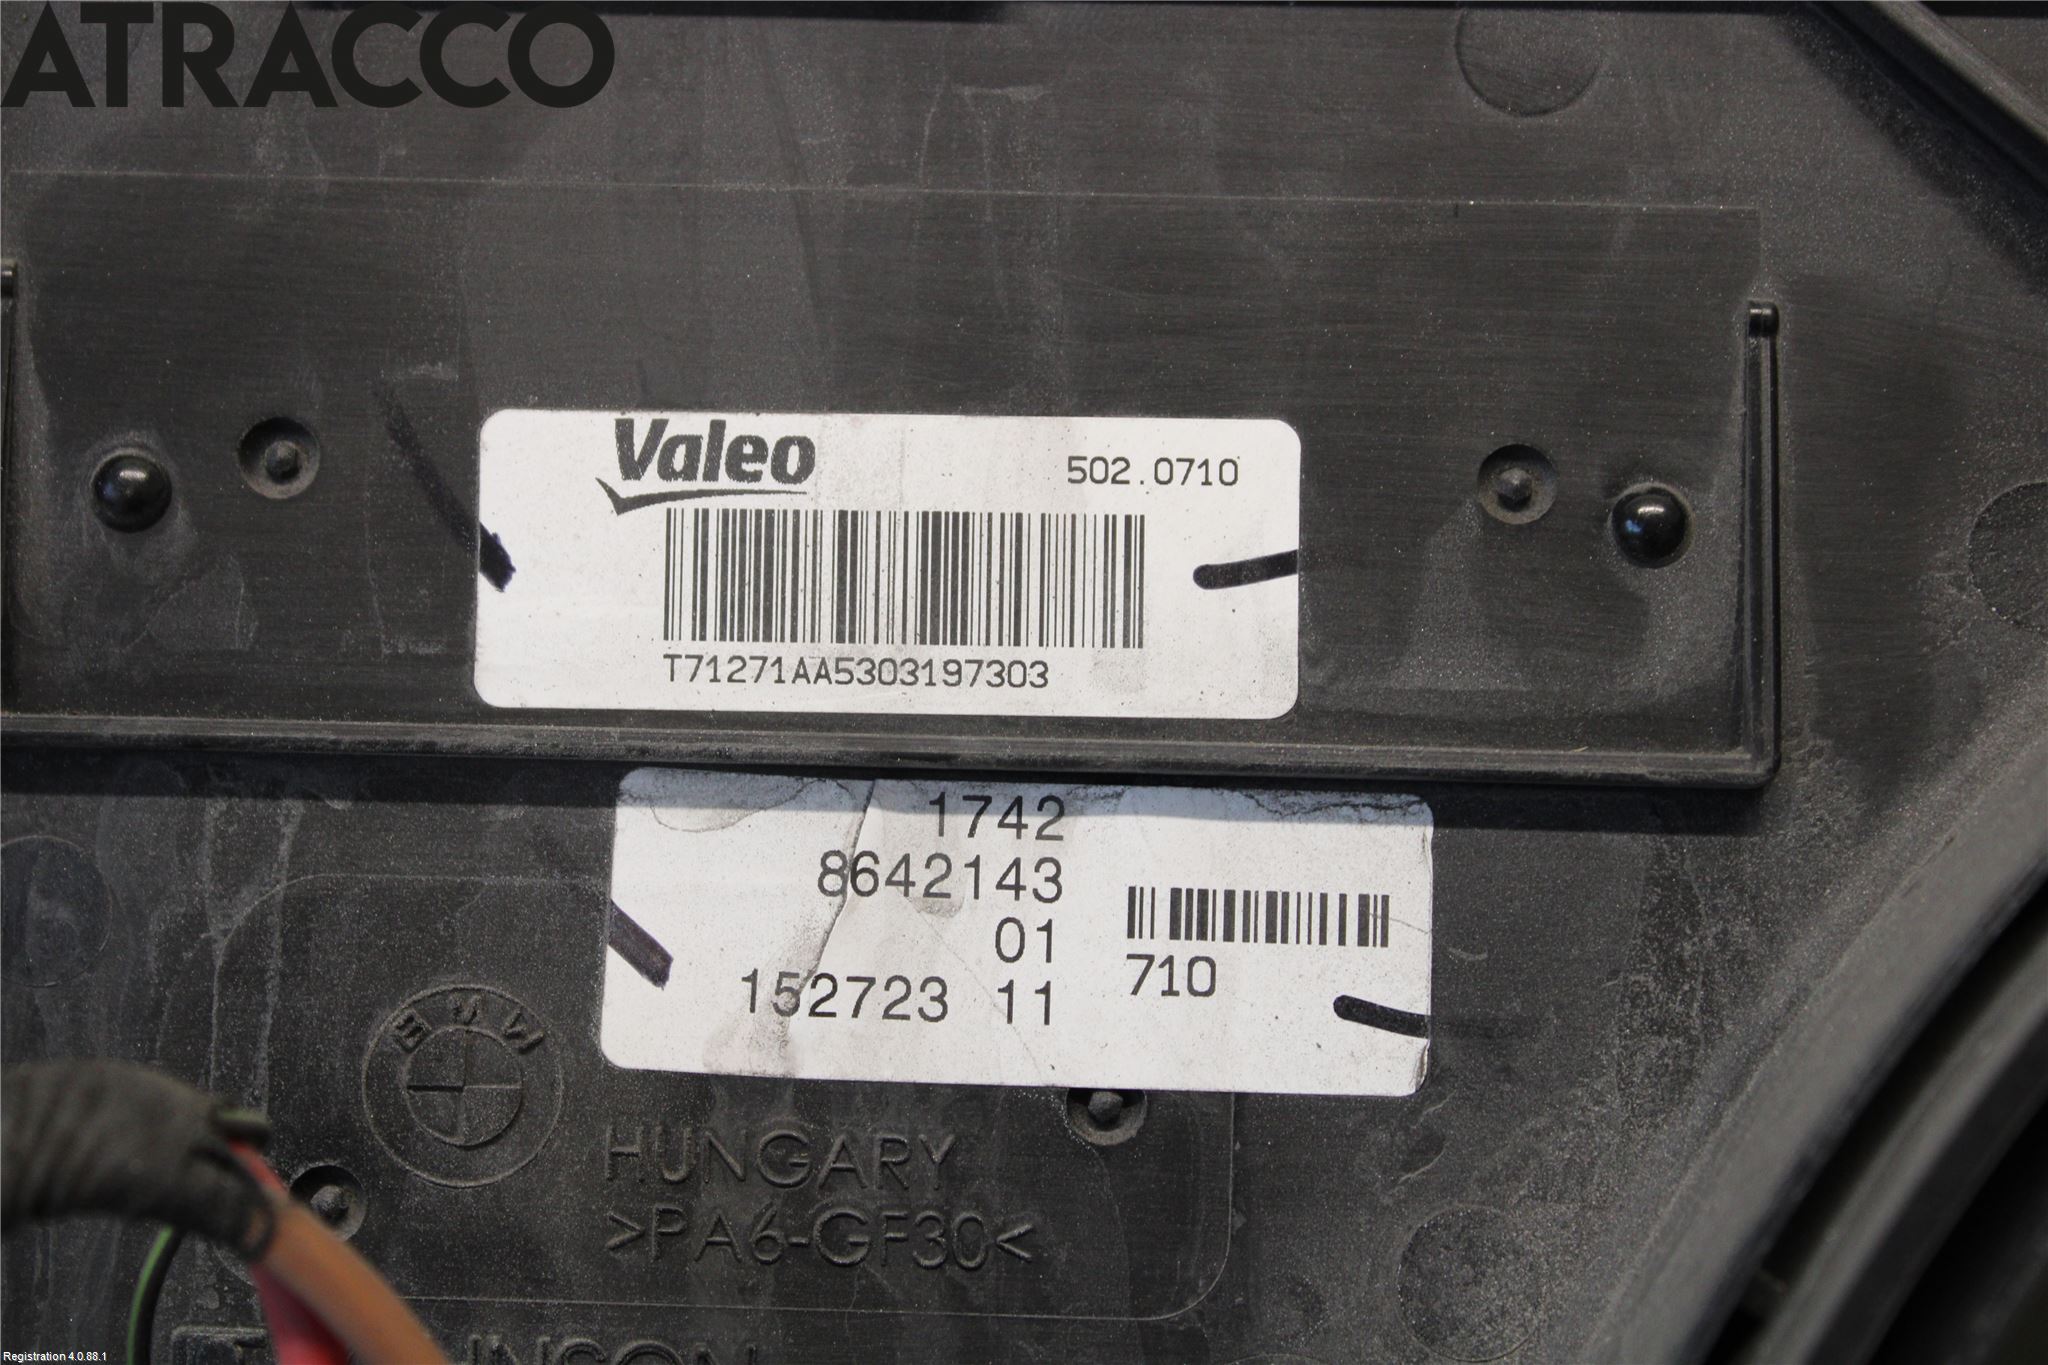 ATRACCO
Valeo
502.0710
T71271AA5303197303
1742
8642143
01
152723 11
710
BMW
HUNGARY
>PA6-GF30<
Registration 4.0.88.1